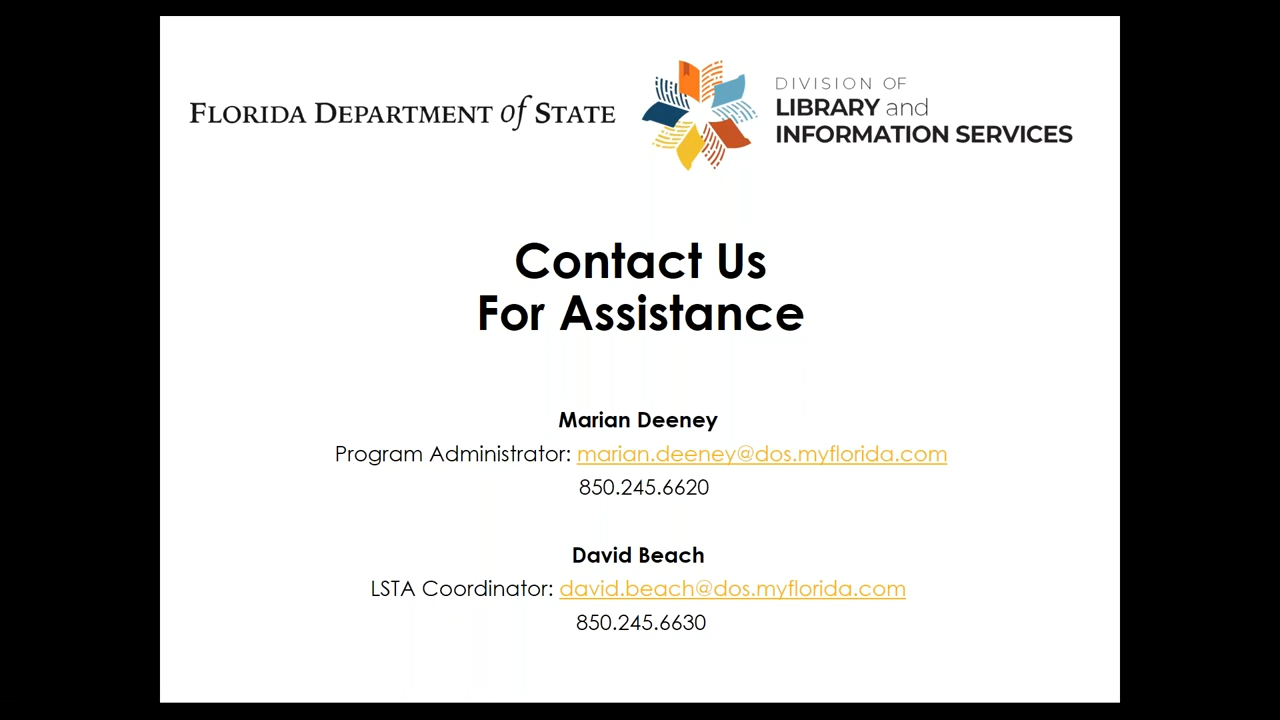 FLORIDA DEPARTMENT of STATE
DIVISION OF
LIBRARY and
INFORMATION SERVICES
Contact Us
For Assistance
Marian Deeney
Program Administrator: marian.deeney@dos.myflorida.com
850.245.6620
David Beach
LSTA Coordinator: david.beach@dos.myflorida.com
850.245.6630